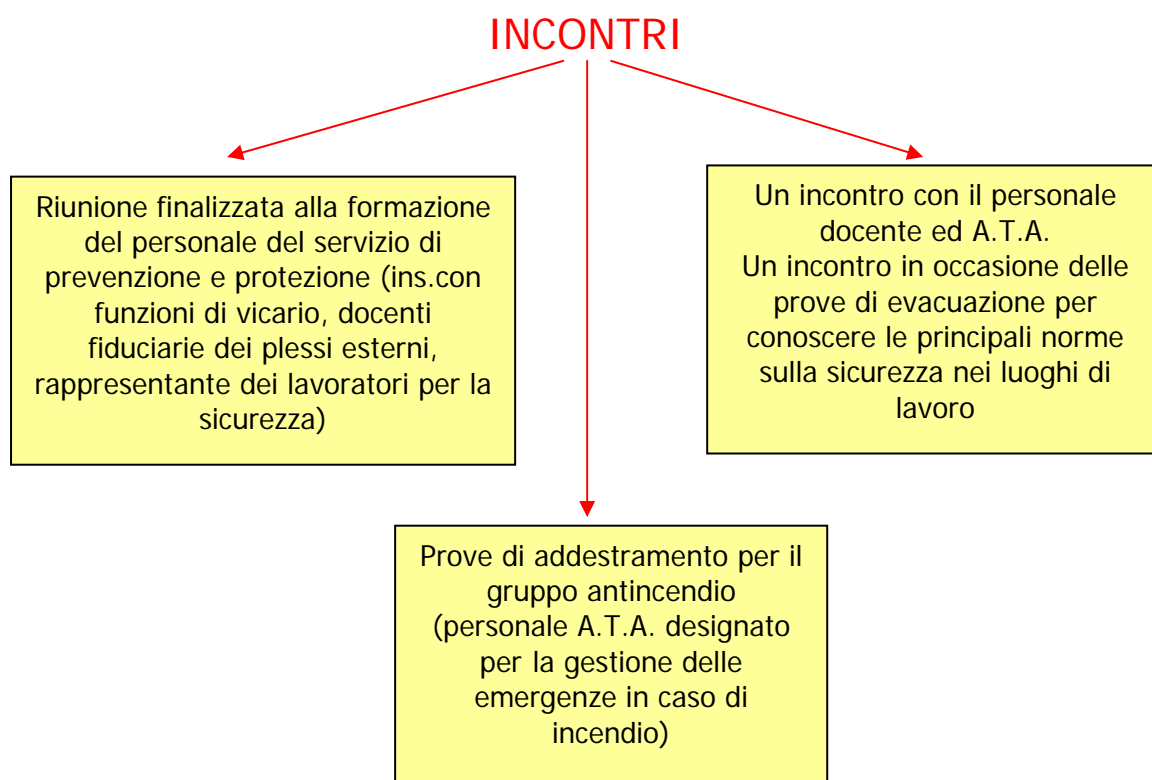 INCONTRI
Riunione finalizzata alla formazione
del personale del servizio di
prevenzione e protezione (ins.con
funzioni di vicario, docenti
fiduciarie dei plessi esterni,
rappresentante dei lavoratori per la
sicurezza)
Un incontro con il personale
docente ed A.T.A.
Un incontro in occasione delle
prove di evacuazione per
conoscere le principali norme
sulla sicurezza nei luoghi di
lavoro
Prove di addestramento per il
gruppo antincendio
(personale A.T.A. designato
per la gestione delle
emergenze in caso di
incendio)